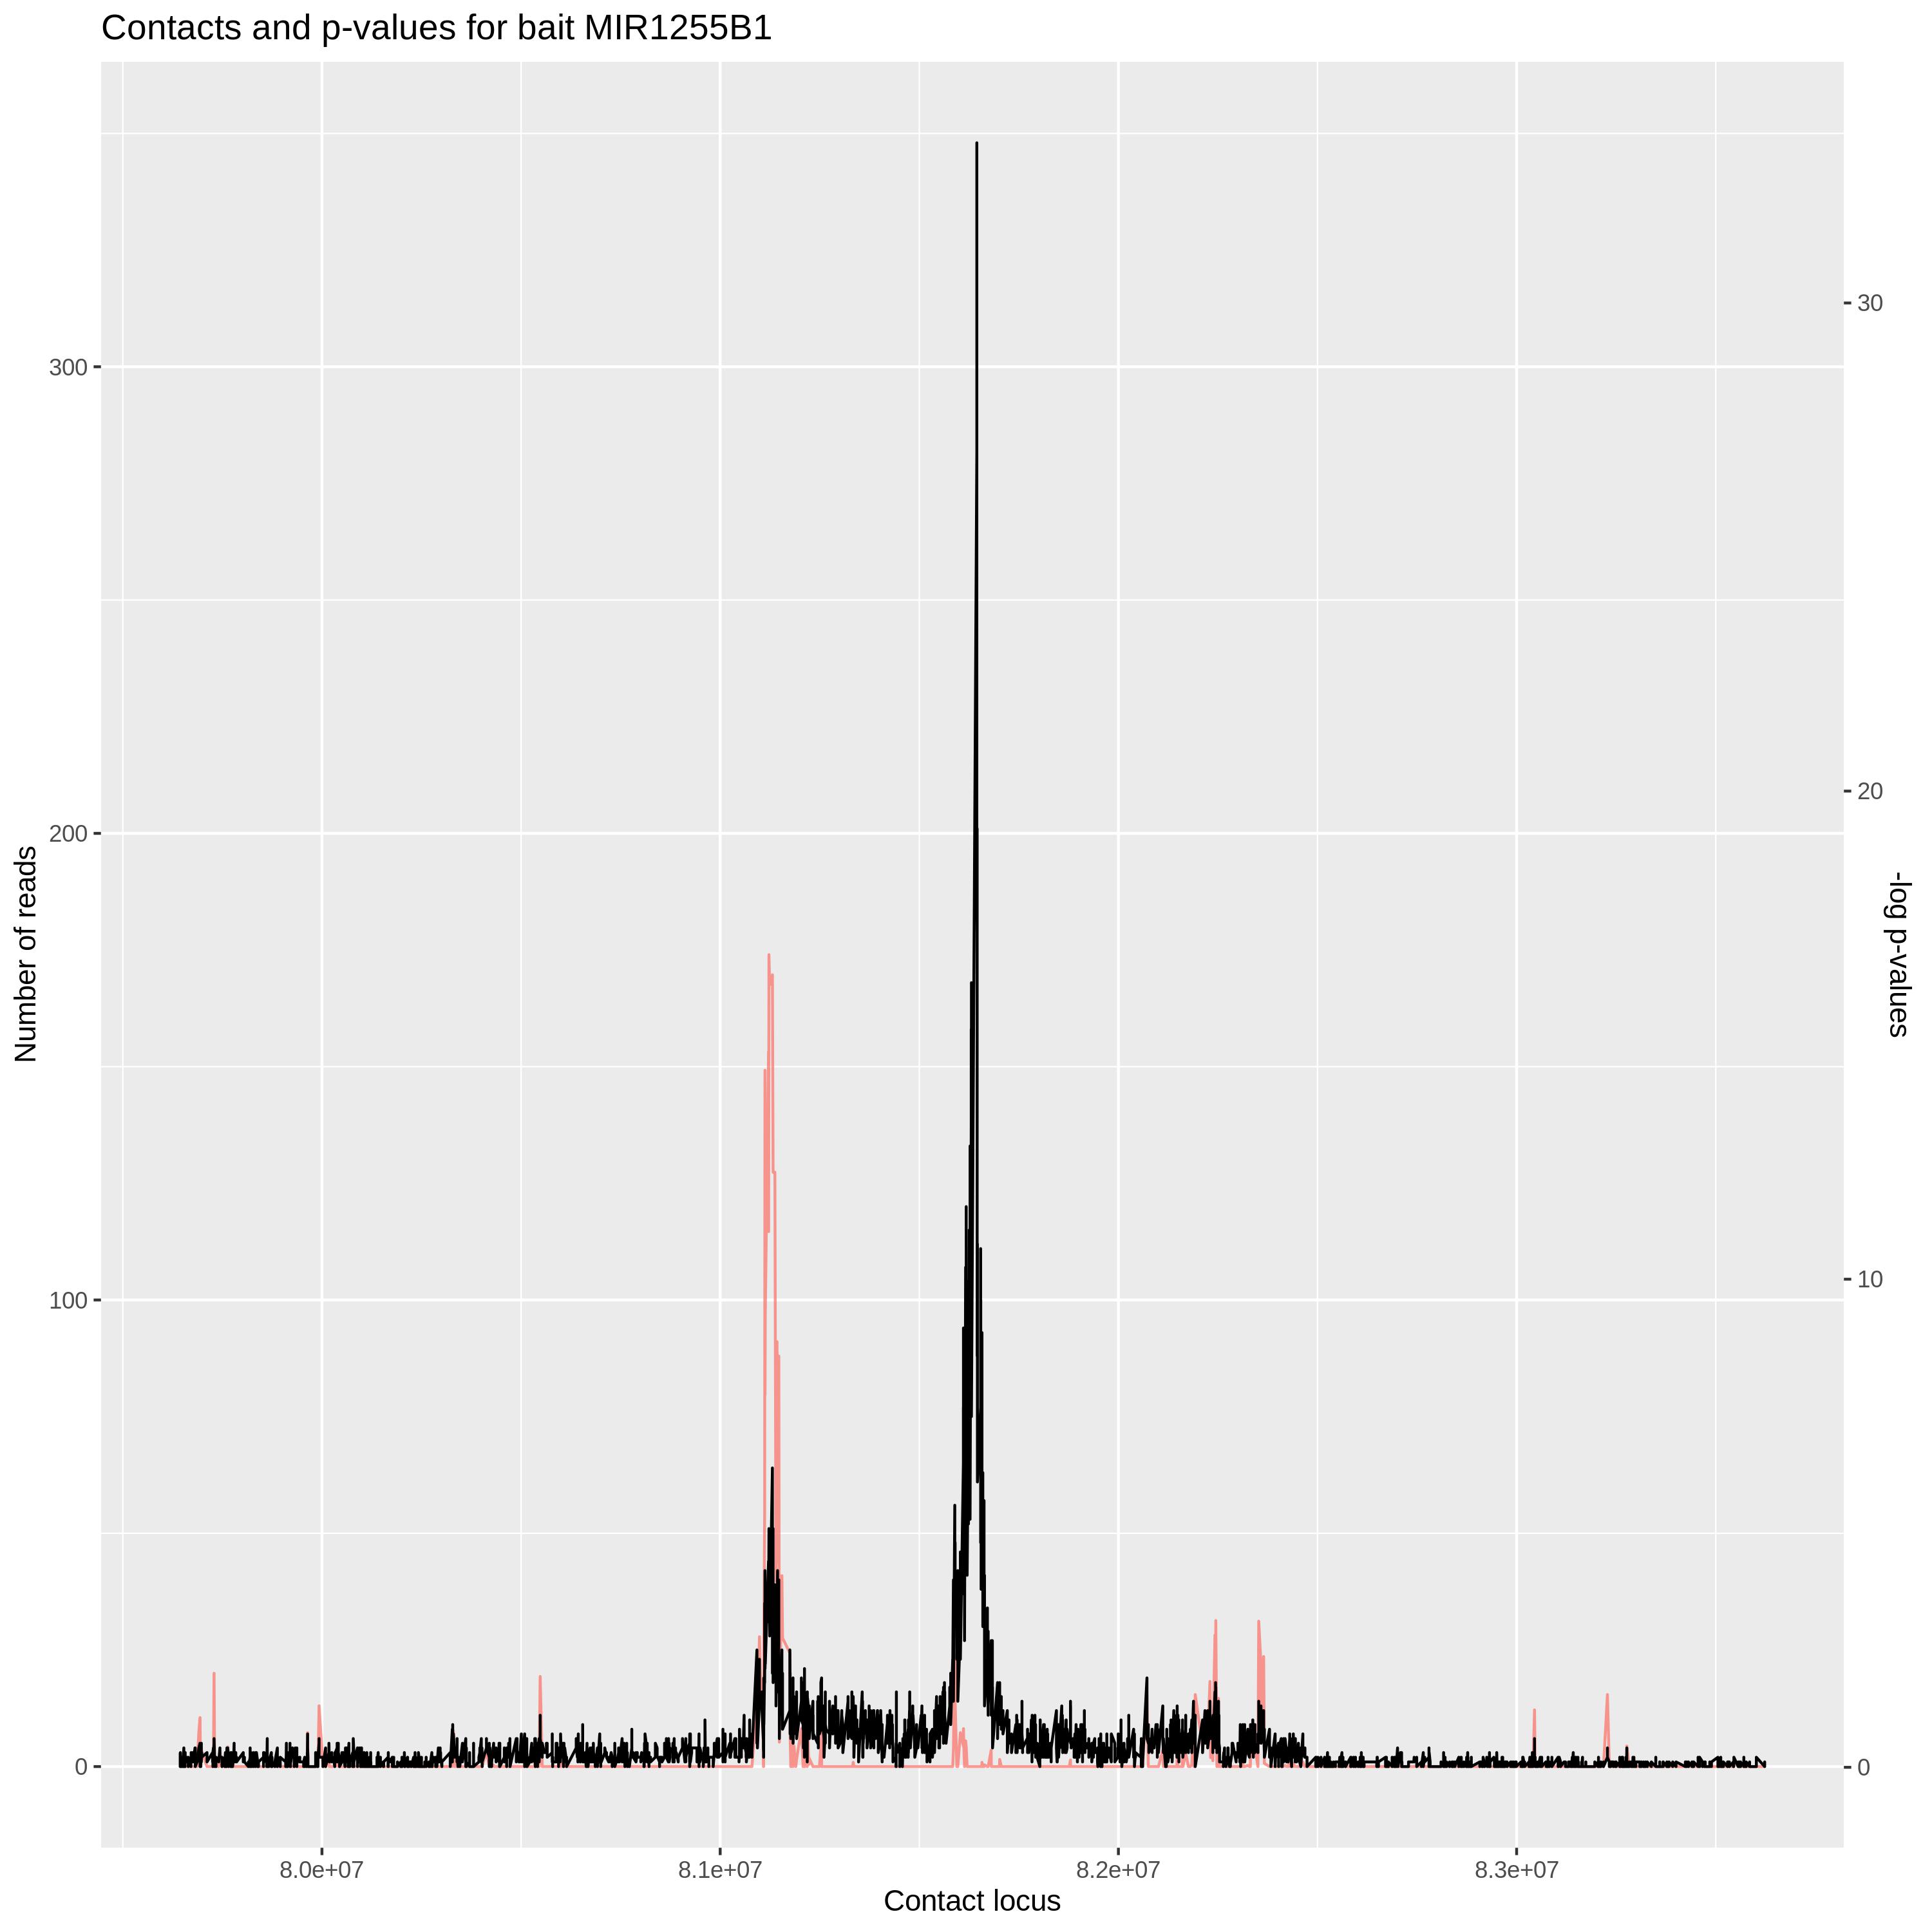 Contacts and p-values for bait MIR1255B1
Number of reads
300
200
100
0
30
20
10
0
-log p-values
8.0e+07 8.1e+07 8.2e+07 8.3e+07
Contact locus